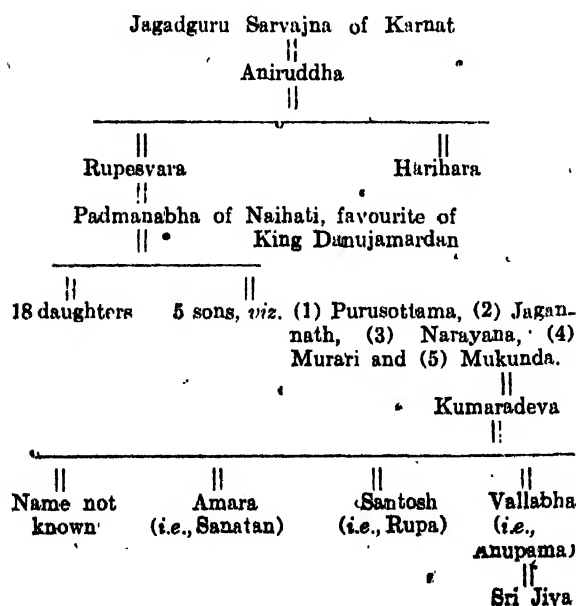 Jagadguru Sarvajna of Karnat
Aniruddha
Rupesvara Harihara
Padmanabha of Naihati, favourite of
King Danujamardan
18 daughters 5 sons, viz. (1) Purusottama, (2) Jagan-
nath, (3) Narayana, (4)
Murari and (5) Mukunda.
Kumaradeva
Name not Amara Santosh Vallabha
known (i.e., Sanatan) (i.e., Rupa) (i.e.,
Anupama)
Sri Jiva